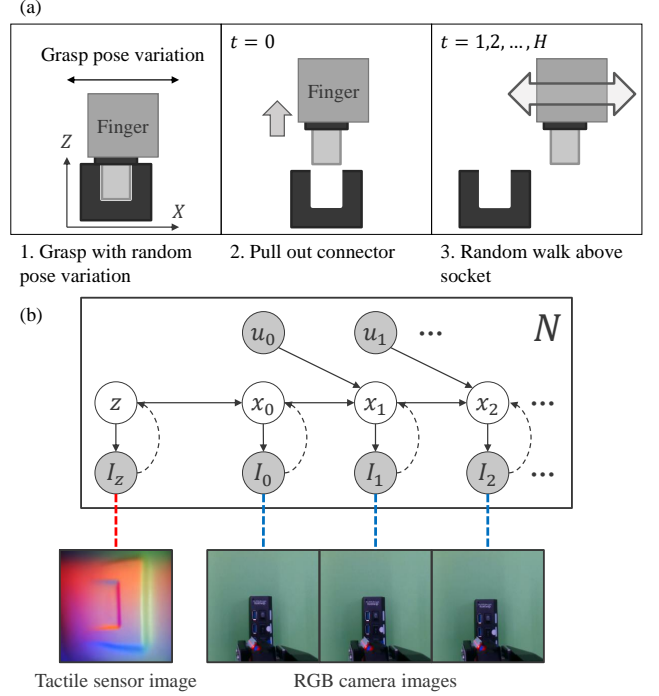 (a)
Grasp pose variation
Finger
Z
X
1. Grasp with random
pose variation
t = 0
Finger
2. Pull out connector
t = 1,2, ..., H
3. Random walk above
socket
(b)
N
u₀ u₁ ...
z x₀ x₁ x₂ ...
I_z I₀ I₁ I₂ ...
Tactile sensor image
RGB camera images